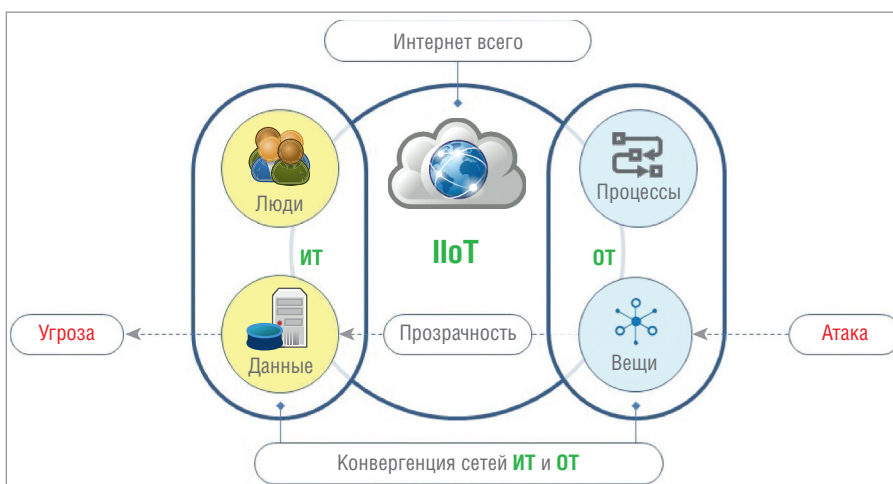 Интернет всего
Люди
Процессы
ИТ
IIoT
ОТ
Угроза
Данные
Прозрачность
Вещи
Атака
Конвергенция сетей ИТ и ОТ